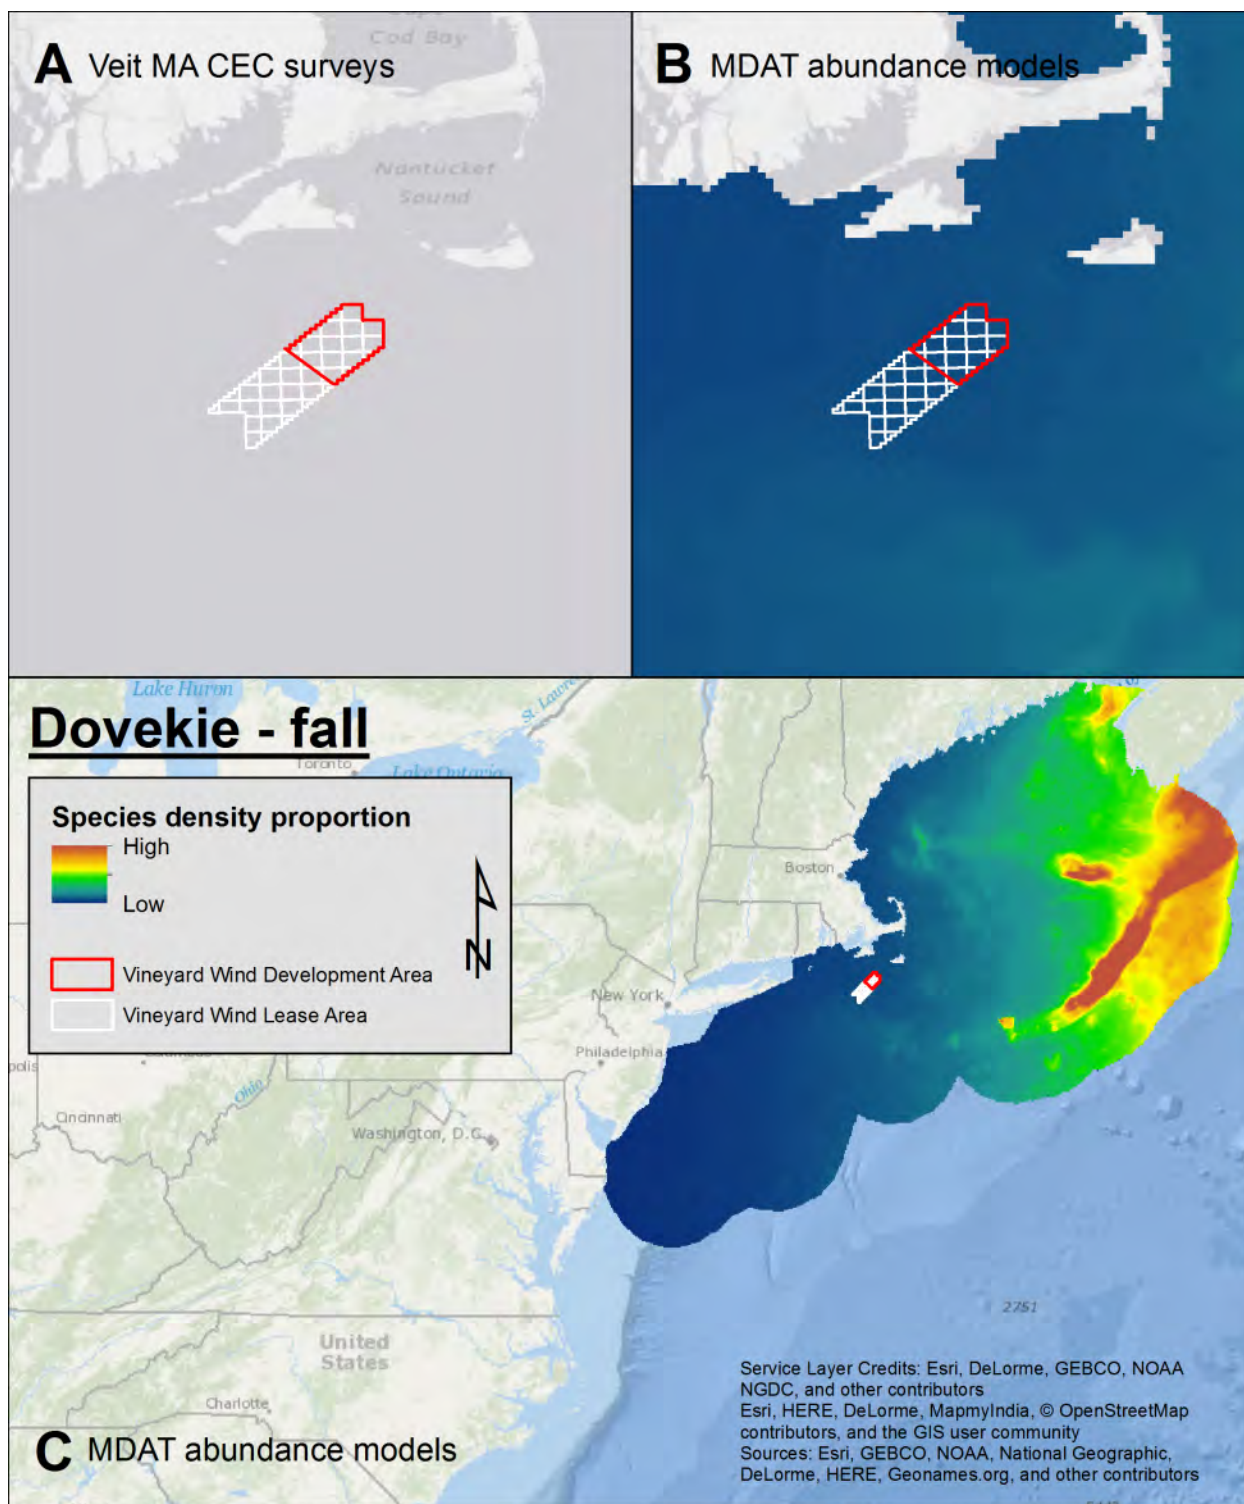 A Veit MA CEC surveys
Cod Bay
Nantucket
Sound
B MDAT abundance models
Lake Huron
St. Lawre
Dovekie - fall
Toronto
Lake Ontario
Species density proportion
High
Low
N
Vineyard Wind Development Area
Vineyard Wind Lease Area
Boston
New York
Philadelphia
polis
Ohio
Cincinnati
Washington, D.C.
2751
United
States
Charlotte
Service Layer Credits: Esri, DeLorme, GEBCO, NOAA
NGDC, and other contributors
Esri, HERE, DeLorme, MapmyIndia, © OpenStreetMap
contributors, and the GIS user community
Sources: Esri, GEBCO, NOAA, National Geographic,
DeLorme, HERE, Geonames.org, and other contributors
C MDAT abundance models